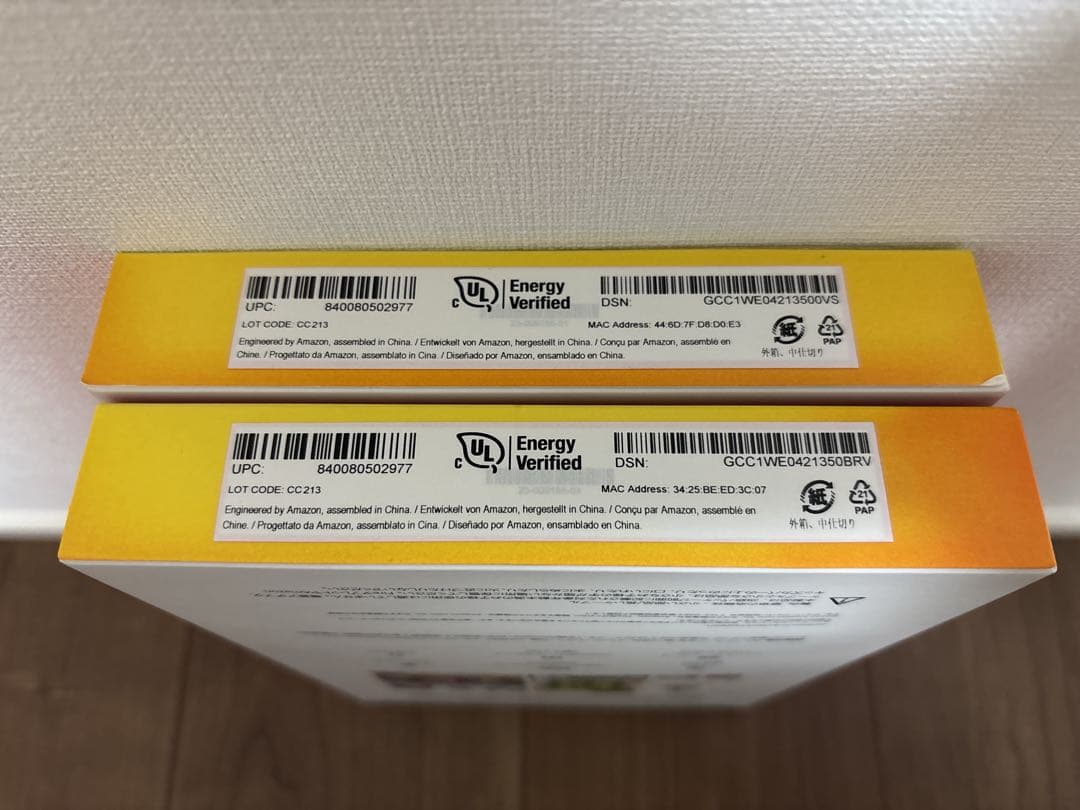 UPC: 840080502977
LOT CODE: CC213
c UL Energy
Verified
DSN: GCC1WE04213500VS
MAC Address: 44:6D:7F:D8:D0:E3
Engineered by Amazon, assembled in China. / Entwickelt von Amazon, hergestellt in China. / Conçu par Amazon, assemblé en
Chine. / Progettato da Amazon, assemblato in Cina. / Diseñado por Amazon, ensamblado en China.
紙
21
PAP
外箱、中仕切り
UPC: 840080502977
LOT CODE: CC213
c UL Energy
Verified
DSN: GCC1WE0421350BRV
MAC Address: 34:25:BE:ED:3C:07
Engineered by Amazon, assembled in China. / Entwickelt von Amazon, hergestellt in China. / Conçu par Amazon, assemblé en
Chine. / Progettato da Amazon, assemblato in Cina. / Diseñado por Amazon, ensamblado en China.
紙
21
PAP
外箱、中仕切り